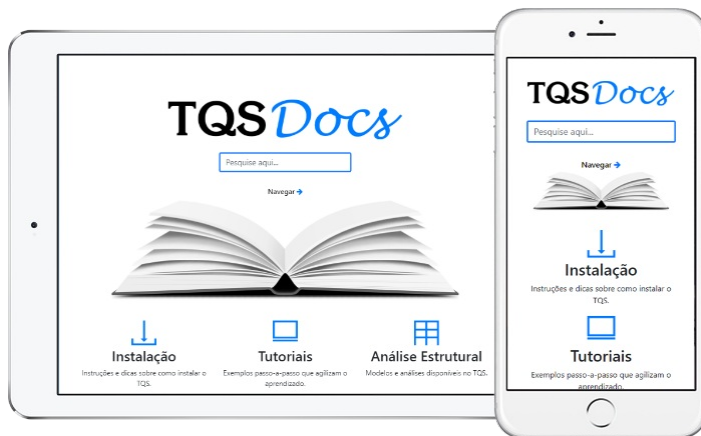 TQS Docs
Pesquise aqui...
Navegar →
Instalação
Instruções e dicas sobre como instalar o
TQS.
Tutoriais
Exemplos passo-a-passo que agilizam o
aprendizado.
Análise Estrutural
Modelos e análises disponíveis no TQS.
TQS Docs
Pesquise aqui...
Navegar →
Instalação
Instruções e dicas sobre como instalar o
TQS.
Tutoriais
Exemplos passo-a-passo que agilizam o
aprendizado.